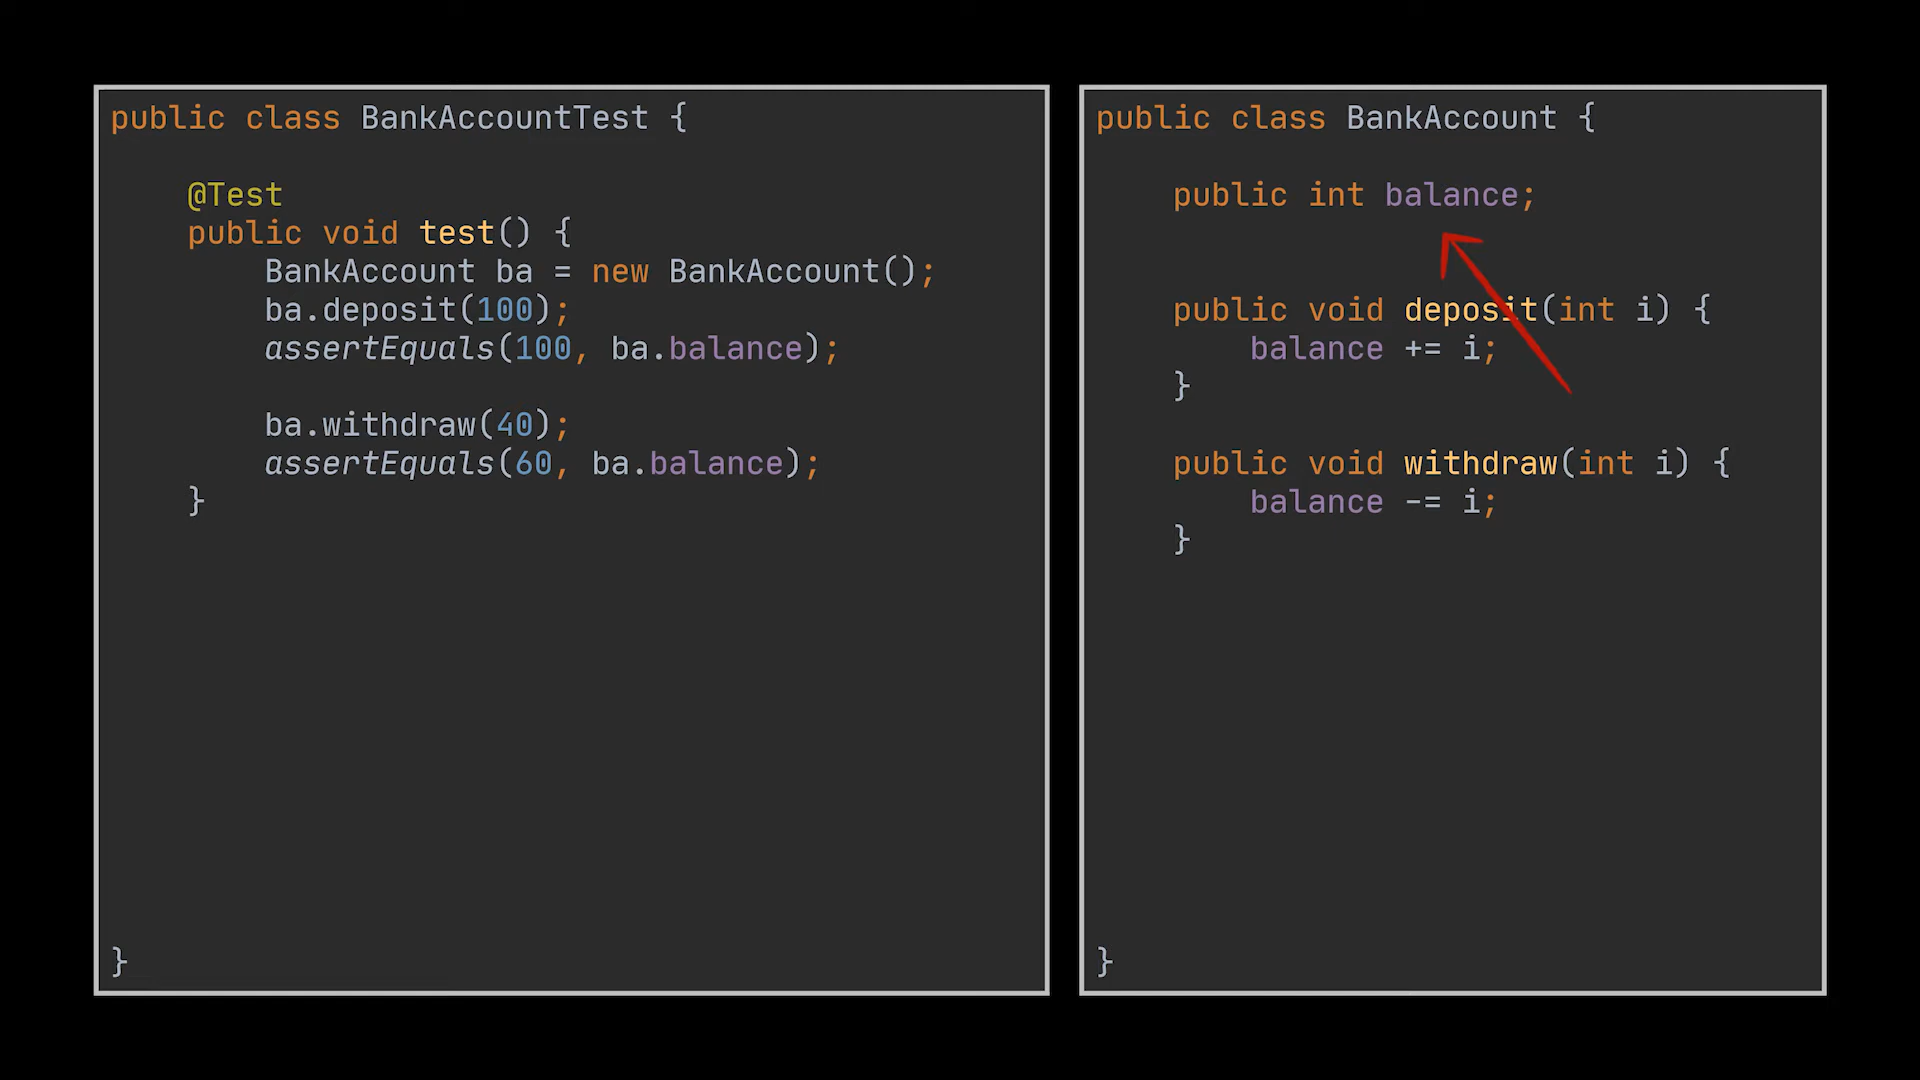 public class BankAccountTest {
@Test
public void test() {
BankAccount ba = new BankAccount();
ba.deposit(100);
assertEquals(100, ba.balance);
ba.withdraw(40);
assertEquals(60, ba.balance);
}
}
public class BankAccount {
public int balance;
public void deposit(int i) {
balance += i;
}
public void withdraw(int i) {
balance -= i;
}
}